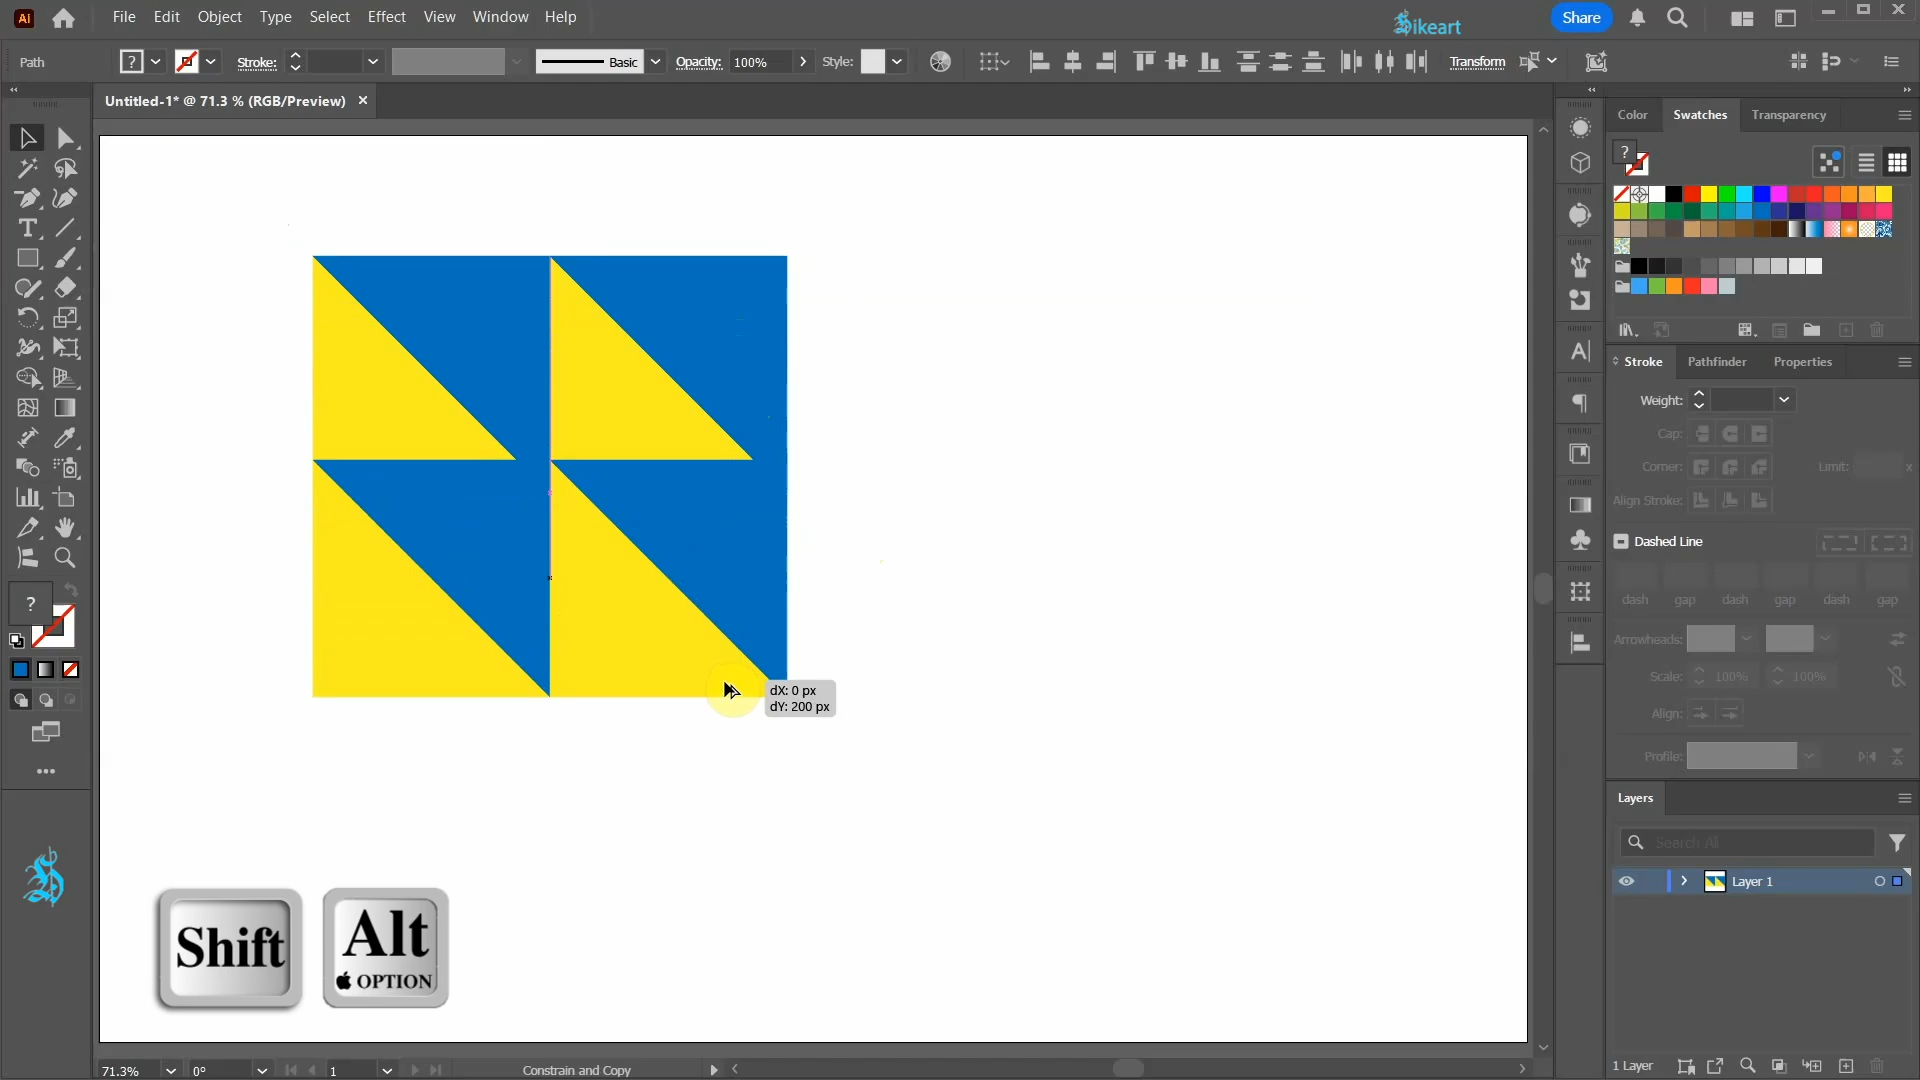 Ai File Edit Object Type Select Effect View Window Help
Sikeart
Share
Path
?
Stroke:
Basic
Opacity: 100%
Style:
Transform
Untitled-1* @ 71.3 % (RGB/Preview)
Color Swatches Transparency
?
Stroke Pathfinder Properties
Weight:
Cap:
Corner: Limit: x
Align Stroke:
Dashed Line
dash gap dash gap dash gap
Arrowheads:
Scale: 100% 100%
Align:
Profile:
dX: 0 px
dY: 200 px
?
Layers
Search All
Layer 1
Shift
Alt
OPTION
71.3% 0° 1 Constrain and Copy
1 Layer